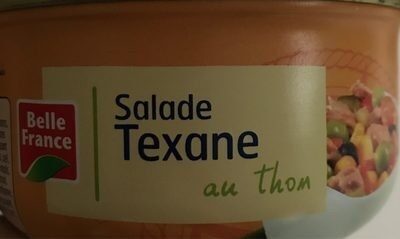 Belle
France
Salade
Texane
au thon